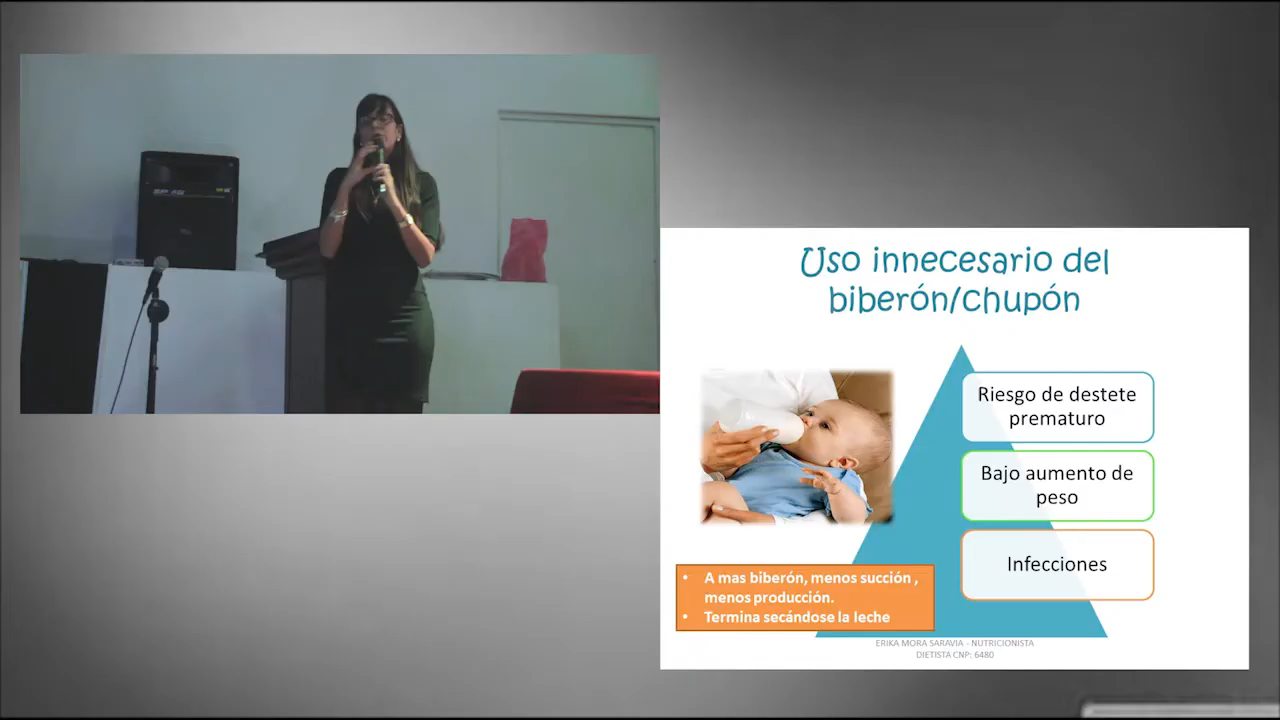 Uso innecesario del
biberón/chupón
Riesgo de destete
prematuro
Bajo aumento de
peso
Infecciones
• A mas biberón, menos succión ,
menos producción.
• Termina secándose la leche
ERIKA MORA SARAVIA - NUTRICIONISTA
DIETISTA CNP: 6480